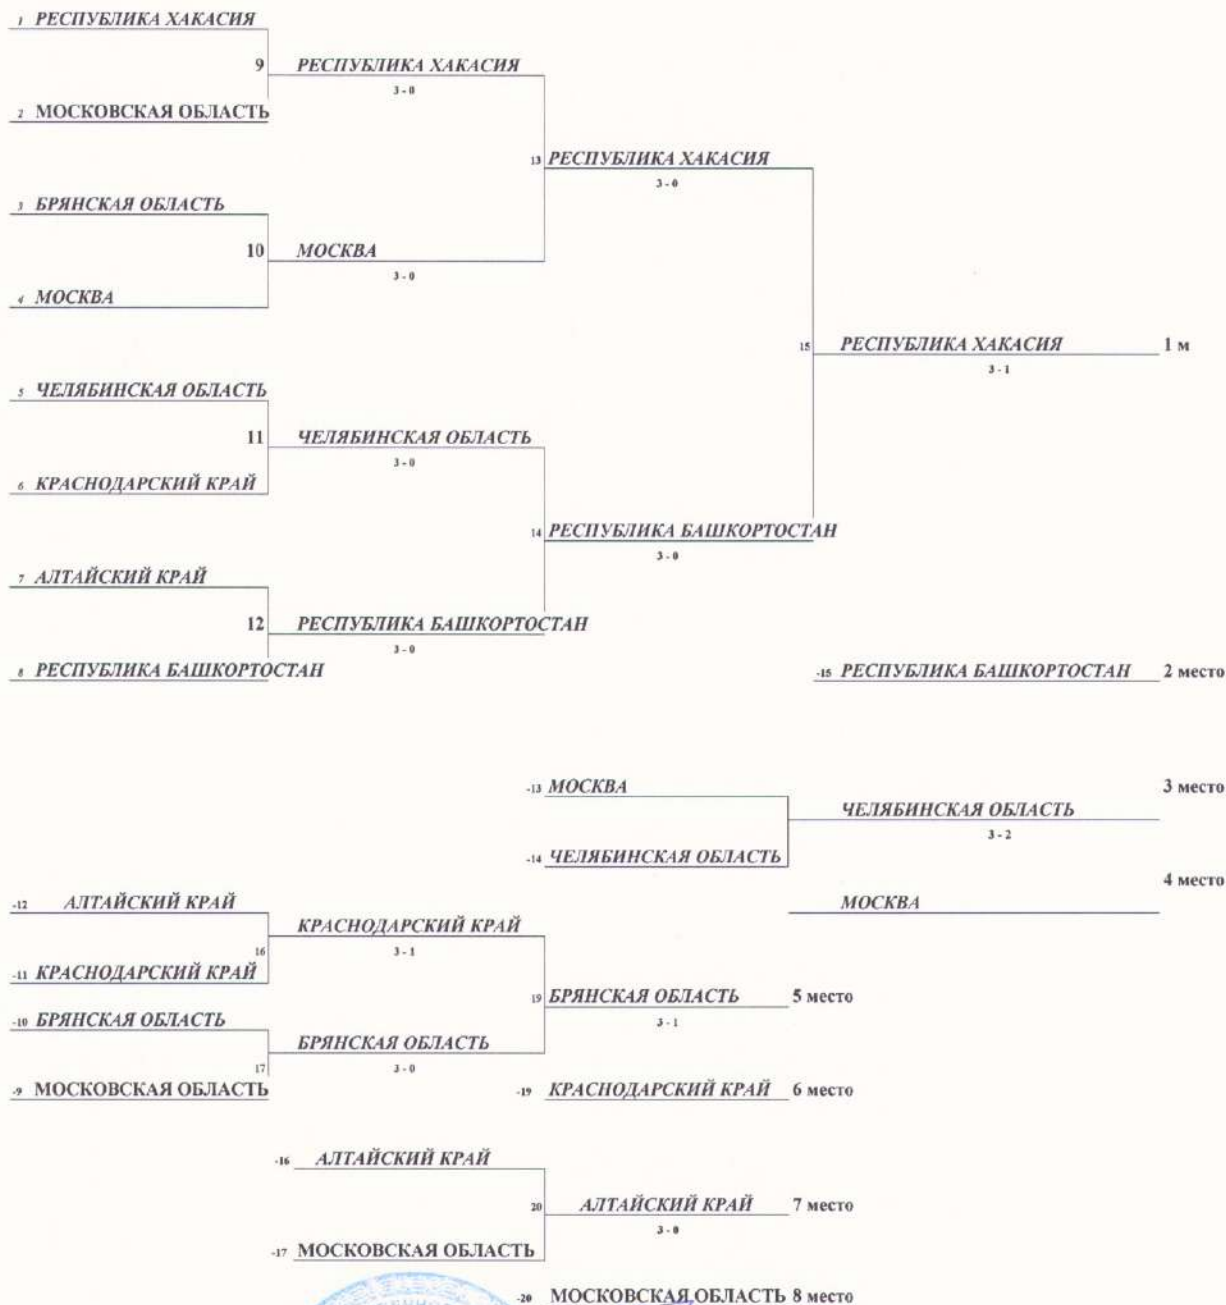 1 РЕСПУБЛИКА ХАКАСИЯ
9 РЕСПУБЛИКА ХАКАСИЯ
3 - 0
2 МОСКОВСКАЯ ОБЛАСТЬ
13 РЕСПУБЛИКА ХАКАСИЯ
3 - 0
3 БРЯНСКАЯ ОБЛАСТЬ
10 МОСКВА
3 - 0
4 МОСКВА
15 РЕСПУБЛИКА ХАКАСИЯ 1 м
3 - 1
5 ЧЕЛЯБИНСКАЯ ОБЛАСТЬ
11 ЧЕЛЯБИНСКАЯ ОБЛАСТЬ
3 - 0
6 КРАСНОДАРСКИЙ КРАЙ
14 РЕСПУБЛИКА БАШКОРТОСТАН
3 - 0
7 АЛТАЙСКИЙ КРАЙ
12 РЕСПУБЛИКА БАШКОРТОСТАН
3 - 0
8 РЕСПУБЛИКА БАШКОРТОСТАН
-15 РЕСПУБЛИКА БАШКОРТОСТАН 2 место
-13 МОСКВА 3 место
ЧЕЛЯБИНСКАЯ ОБЛАСТЬ
3 - 2
-14 ЧЕЛЯБИНСКАЯ ОБЛАСТЬ
4 место
-12 АЛТАЙСКИЙ КРАЙ МОСКВА
КРАСНОДАРСКИЙ КРАЙ
16 3 - 1
-11 КРАСНОДАРСКИЙ КРАЙ
19 БРЯНСКАЯ ОБЛАСТЬ 5 место
3 - 1
-10 БРЯНСКАЯ ОБЛАСТЬ
БРЯНСКАЯ ОБЛАСТЬ
17 3 - 0
-9 МОСКОВСКАЯ ОБЛАСТЬ -19 КРАСНОДАРСКИЙ КРАЙ 6 место
-16 АЛТАЙСКИЙ КРАЙ
20 АЛТАЙСКИЙ КРАЙ 7 место
3 - 0
-17 МОСКОВСКАЯ ОБЛАСТЬ
-20 МОСКОВСКАЯ ОБЛАСТЬ 8 место